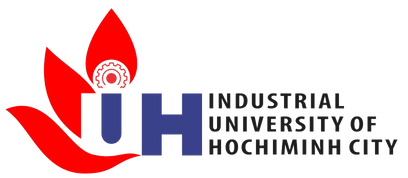 IUH
INDUSTRIAL
UNIVERSITY OF
HOCHIMINH CITY